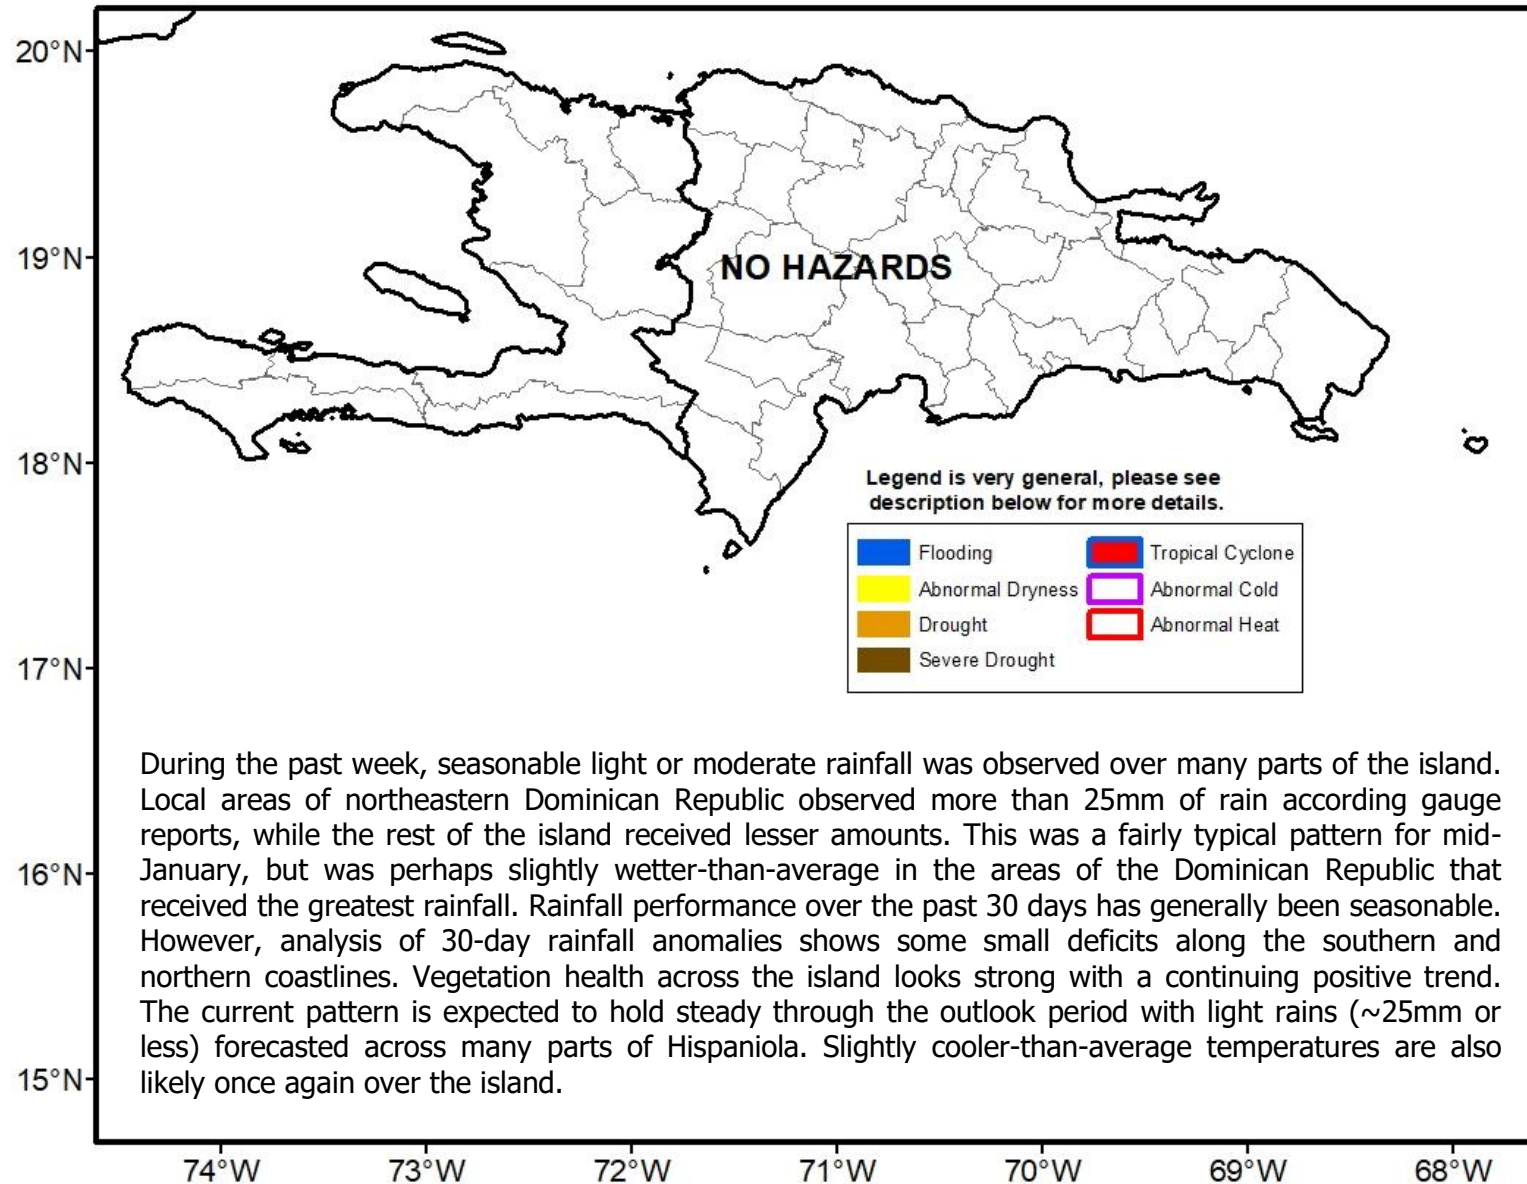 20°N
19°N
18°N
17°N
16°N
15°N
NO HAZARDS
Legend is very general, please see
description below for more details.
Flooding
Tropical Cyclone
Abnormal Dryness
Abnormal Cold
Drought
Abnormal Heat
Severe Drought
During the past week, seasonable light or moderate rainfall was observed over many parts of the island.
Local areas of northeastern Dominican Republic observed more than 25mm of rain according gauge
reports, while the rest of the island received lesser amounts. This was a fairly typical pattern for mid-
January, but was perhaps slightly wetter-than-average in the areas of the Dominican Republic that
received the greatest rainfall. Rainfall performance over the past 30 days has generally been seasonable.
However, analysis of 30-day rainfall anomalies shows some small deficits along the southern and
northern coastlines. Vegetation health across the island looks strong with a continuing positive trend.
The current pattern is expected to hold steady through the outlook period with light rains (~25mm or
less) forecasted across many parts of Hispaniola. Slightly cooler-than-average temperatures are also
likely once again over the island.
74°W 73°W 72°W 71°W 70°W 69°W 68°W